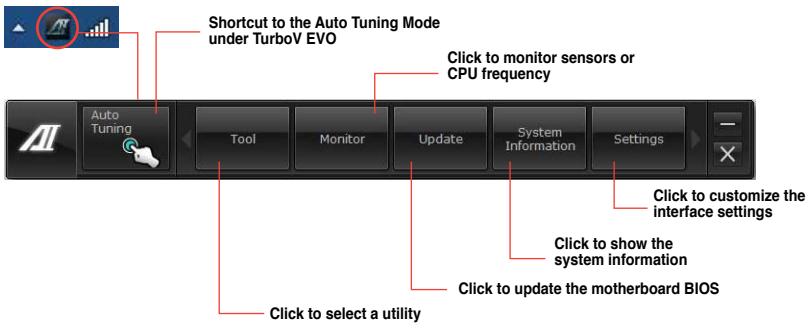 Shortcut to the Auto Tuning Mode
under TurboV EVO
Click to monitor sensors or
CPU frequency
Auto
Tuning
Tool
Monitor
Update
System
Information
Settings
Click to customize the
interface settings
Click to show the
system information
Click to update the motherboard BIOS
Click to select a utility